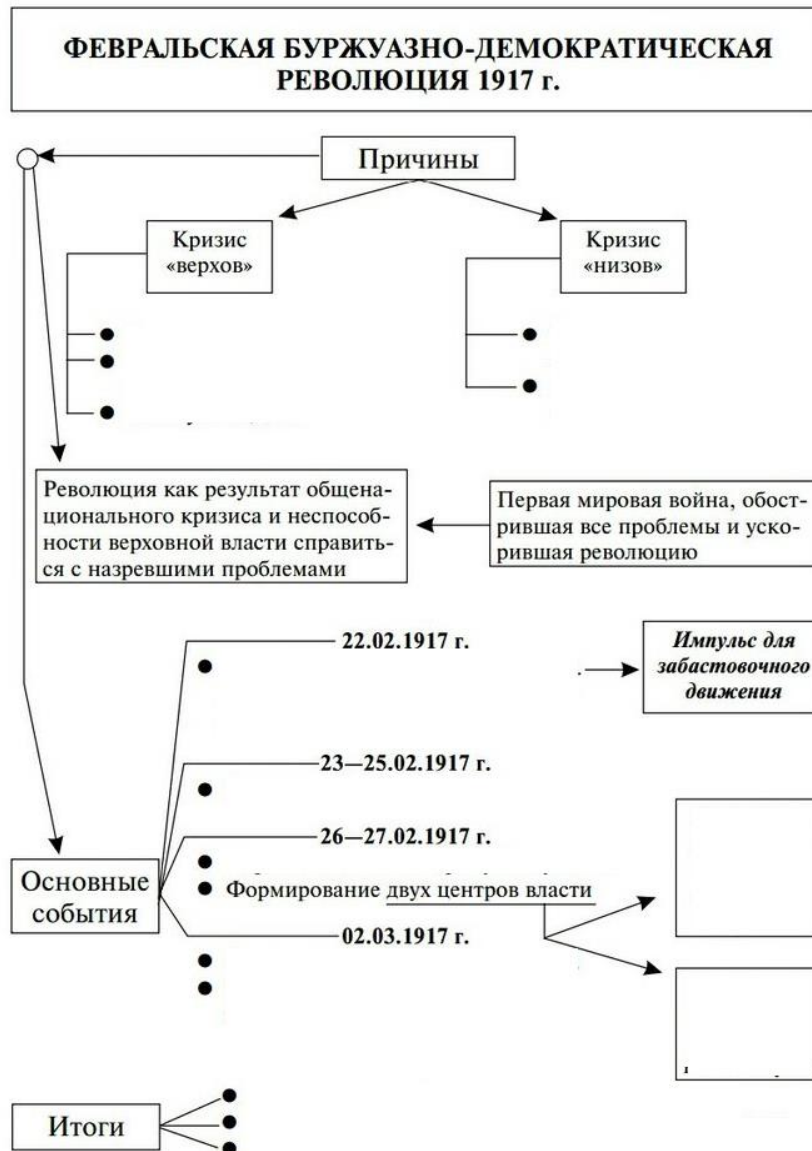 ФЕВРАЛЬСКАЯ БУРЖУАЗНО-ДЕМОКРАТИЧЕСКАЯ
РЕВОЛЮЦИЯ 1917 г.
Причины
Кризис
«верхов»
Кризис
«низов»
Революция как результат общена-
ционального кризиса и неспособ-
ности верховной власти справить-
ся с назревшими проблемами
Первая мировая война, обост-
рившая все проблемы и уско-
рившая революцию
22.02.1917 г.
Импульс для
забастовочного
движения
23—25.02.1917 г.
26—27.02.1917 г.
Основные
события
Формирование двух центров власти
02.03.1917 г.
Итоги